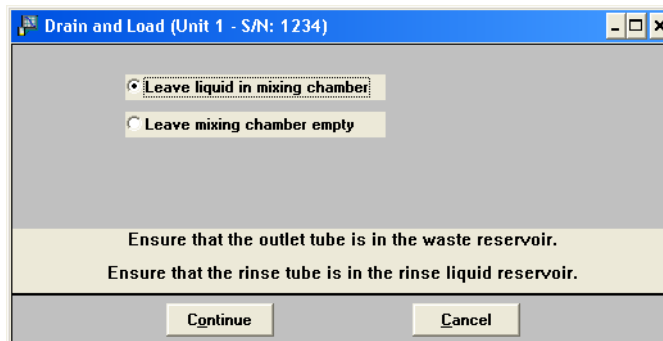 Drain and Load (Unit 1 - S/N: 1234)
Leave liquid in mixing chamber
Leave mixing chamber empty
Ensure that the outlet tube is in the waste reservoir.
Ensure that the rinse tube is in the rinse liquid reservoir.
Continue Cancel